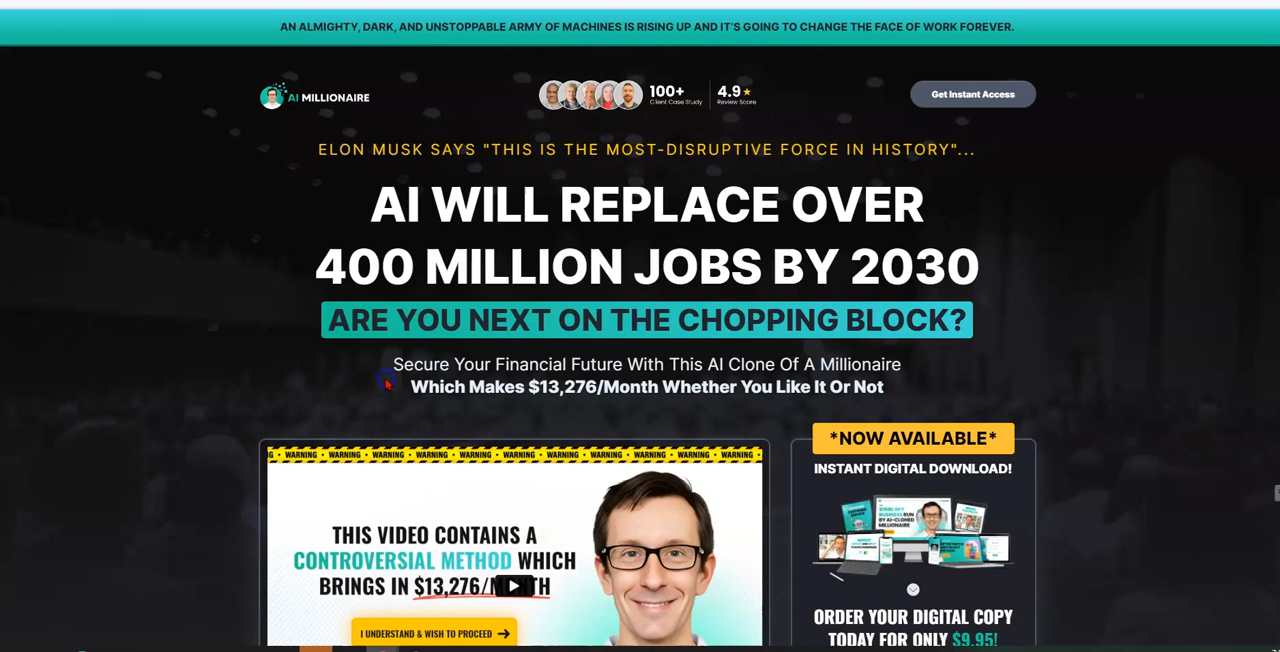 AN ALMIGHTY, DARK, AND UNSTOPPABLE ARMY OF MACHINES IS RISING UP AND IT'S GOING TO CHANGE THE FACE OF WORK FOREVER.
AI MILLIONAIRE
100+
Client Case Study
4.9★
Review Score
Get Instant Access
ELON MUSK SAYS "THIS IS THE MOST-DISRUPTIVE FORCE IN HISTORY"...
AI WILL REPLACE OVER
400 MILLION JOBS BY 2030
ARE YOU NEXT ON THE CHOPPING BLOCK?
Secure Your Financial Future With This AI Clone Of A Millionaire
Which Makes $13,276/Month Whether You Like It Or Not
WARNING • WARNING • WARNING • WARNING • WARNING • WARNING • WARNING • WARNING • WARNING • WARNING
THIS VIDEO CONTAINS A
CONTROVERSIAL METHOD WHICH
BRINGS IN $13,276/MONTH
I UNDERSTAND & WISH TO PROCEED
*NOW AVAILABLE*
INSTANT DIGITAL DOWNLOAD!
ORDER YOUR DIGITAL COPY
TODAY FOR ONLY $9.95!